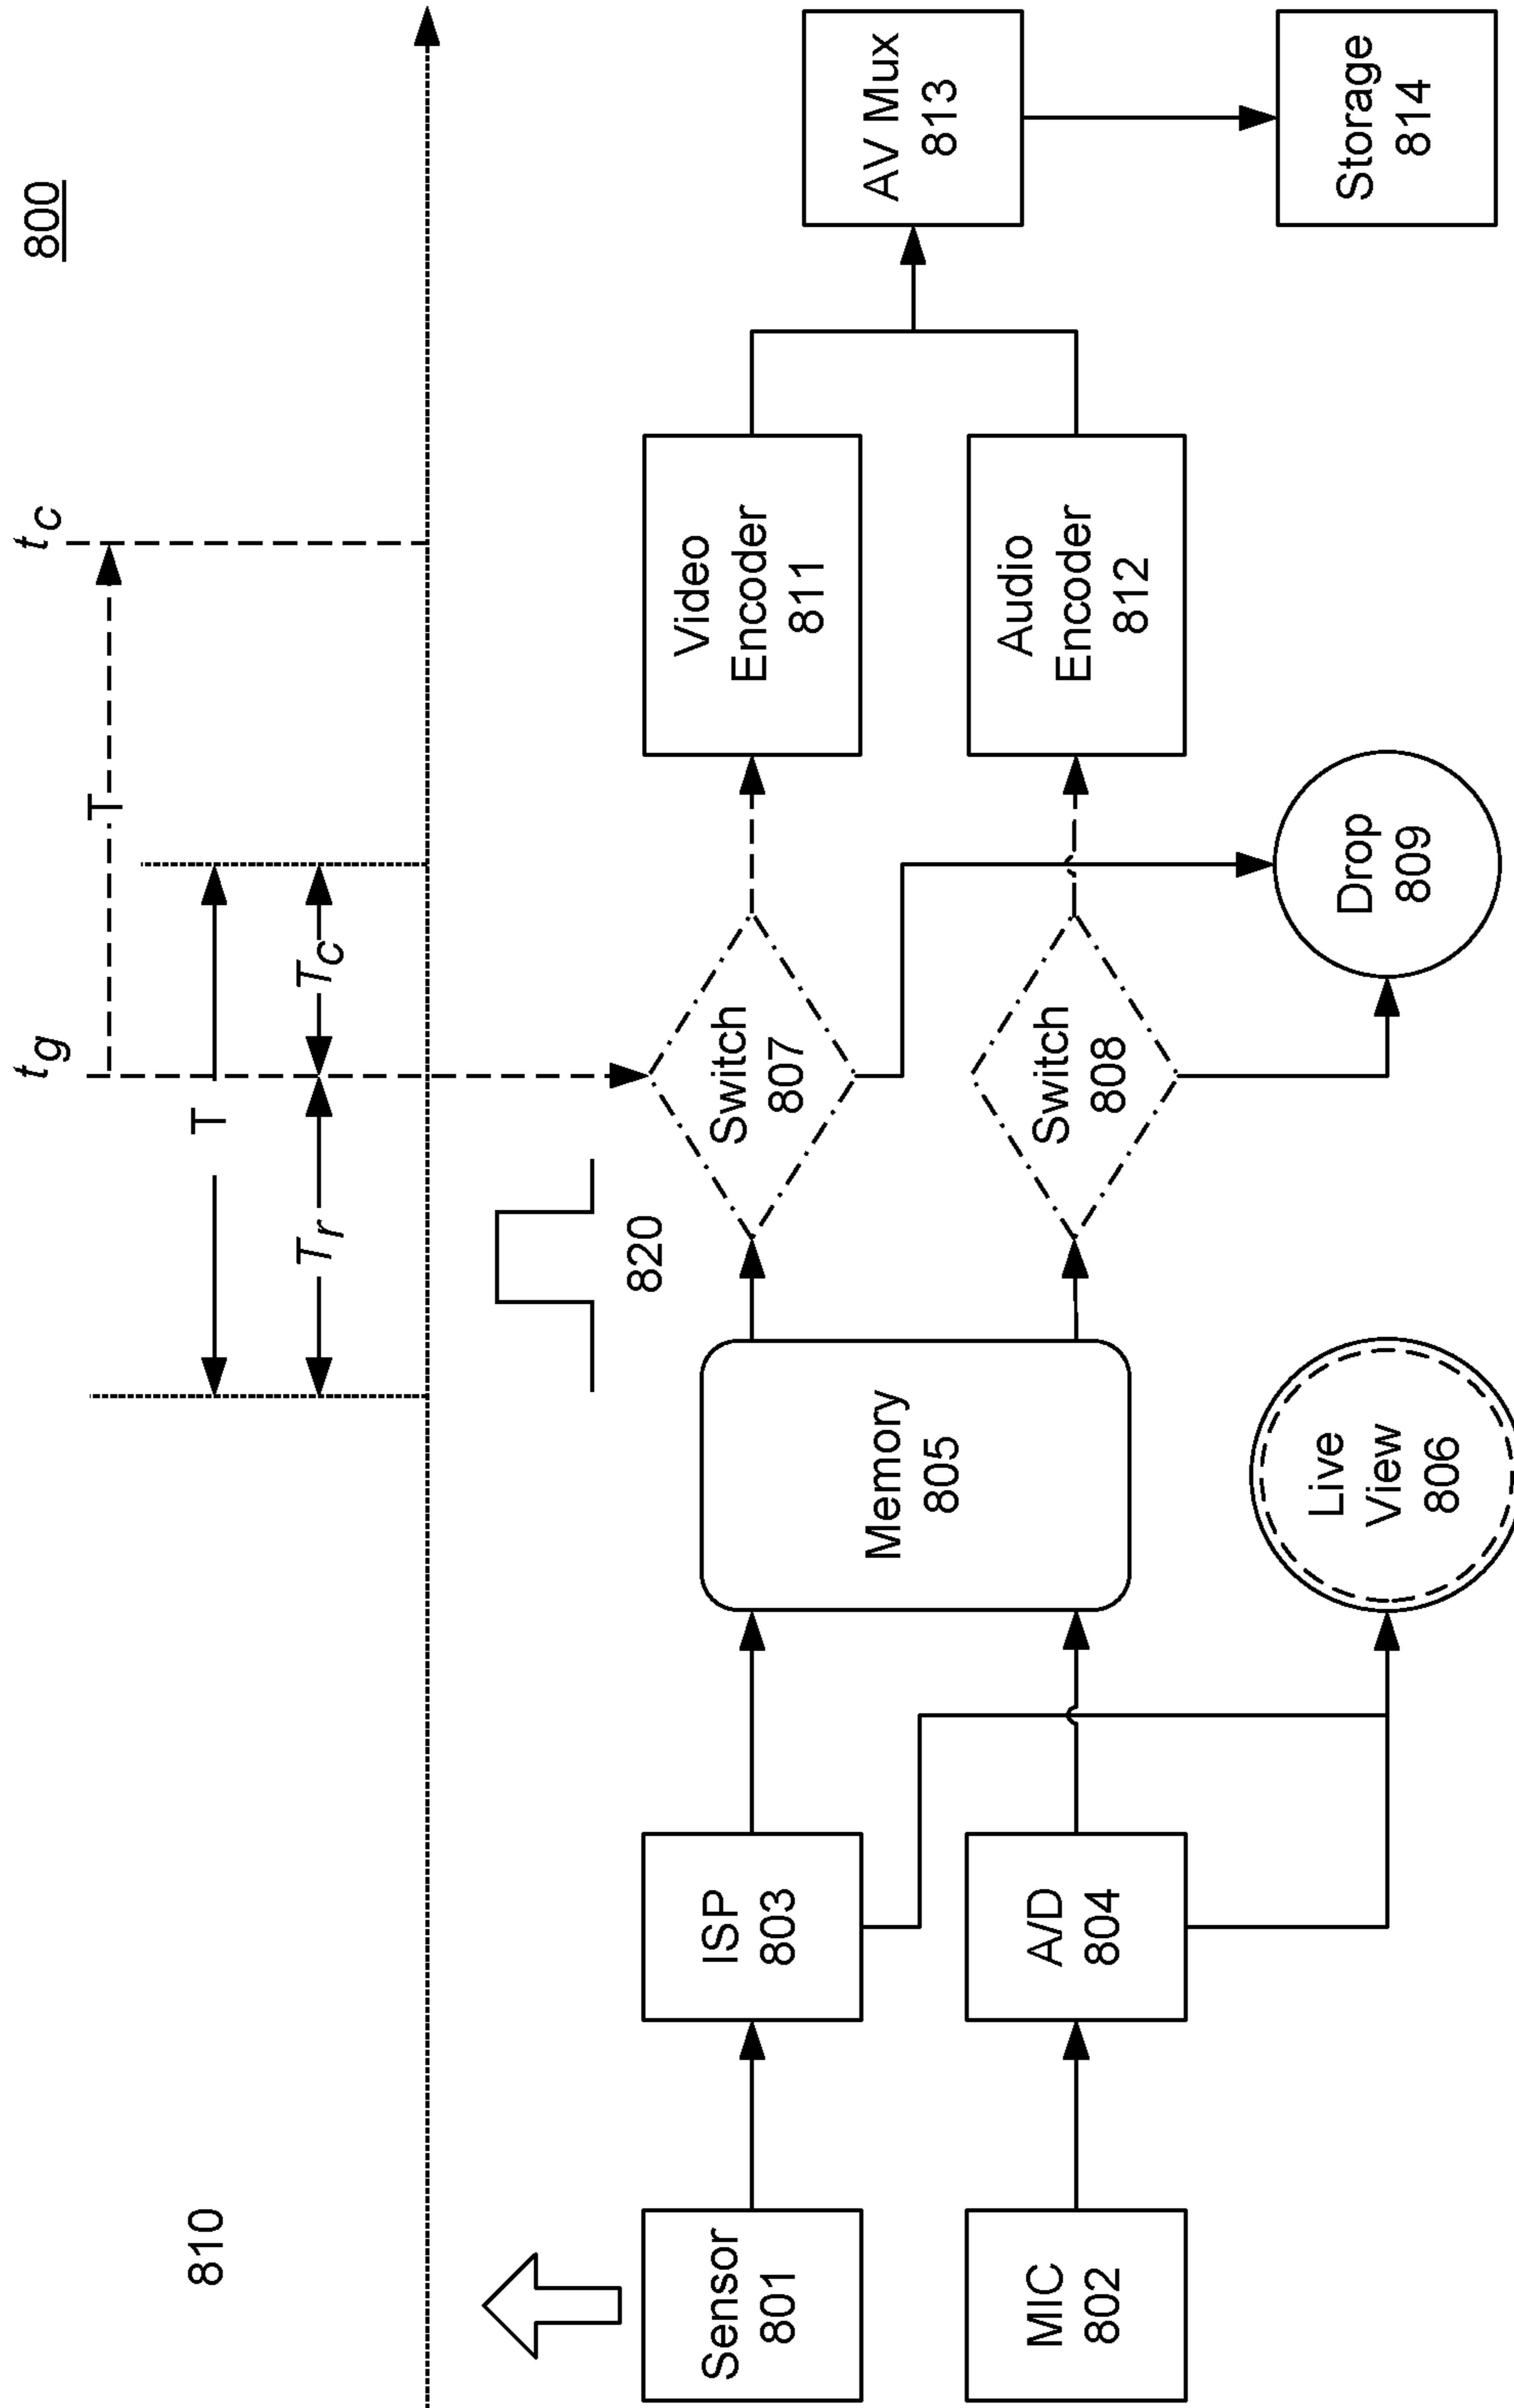 800
810
t_g
t_c
T
T
T_r
T_c
820
Sensor
801
ISP
803
Memory
805
Switch
807
Video
Encoder
811
AV Mux
813
MIC
802
A/D
804
Switch
808
Audio
Encoder
812
Live
View
806
Drop
809
Storage
814